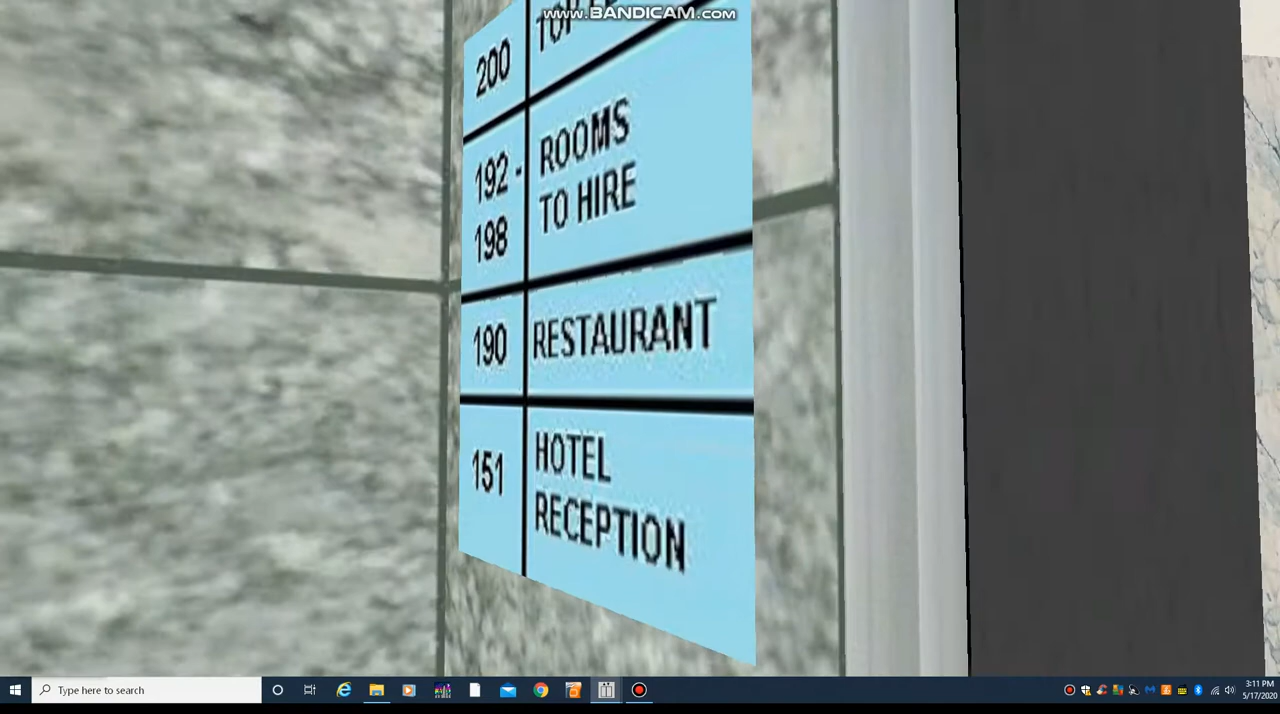 www.BANDICAM.com
200
192 - ROOMS
198 TO HIRE
190 RESTAURANT
151 HOTEL
RECEPTION
Type here to search
3:11 PM
5/17/2020